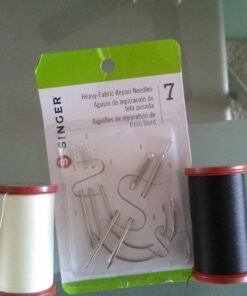 SINGER
Heavy-Fabric Repair Needles
Agujas de reparación de
tela pesada
Aiguilles de réparation de
tissu lourd
7